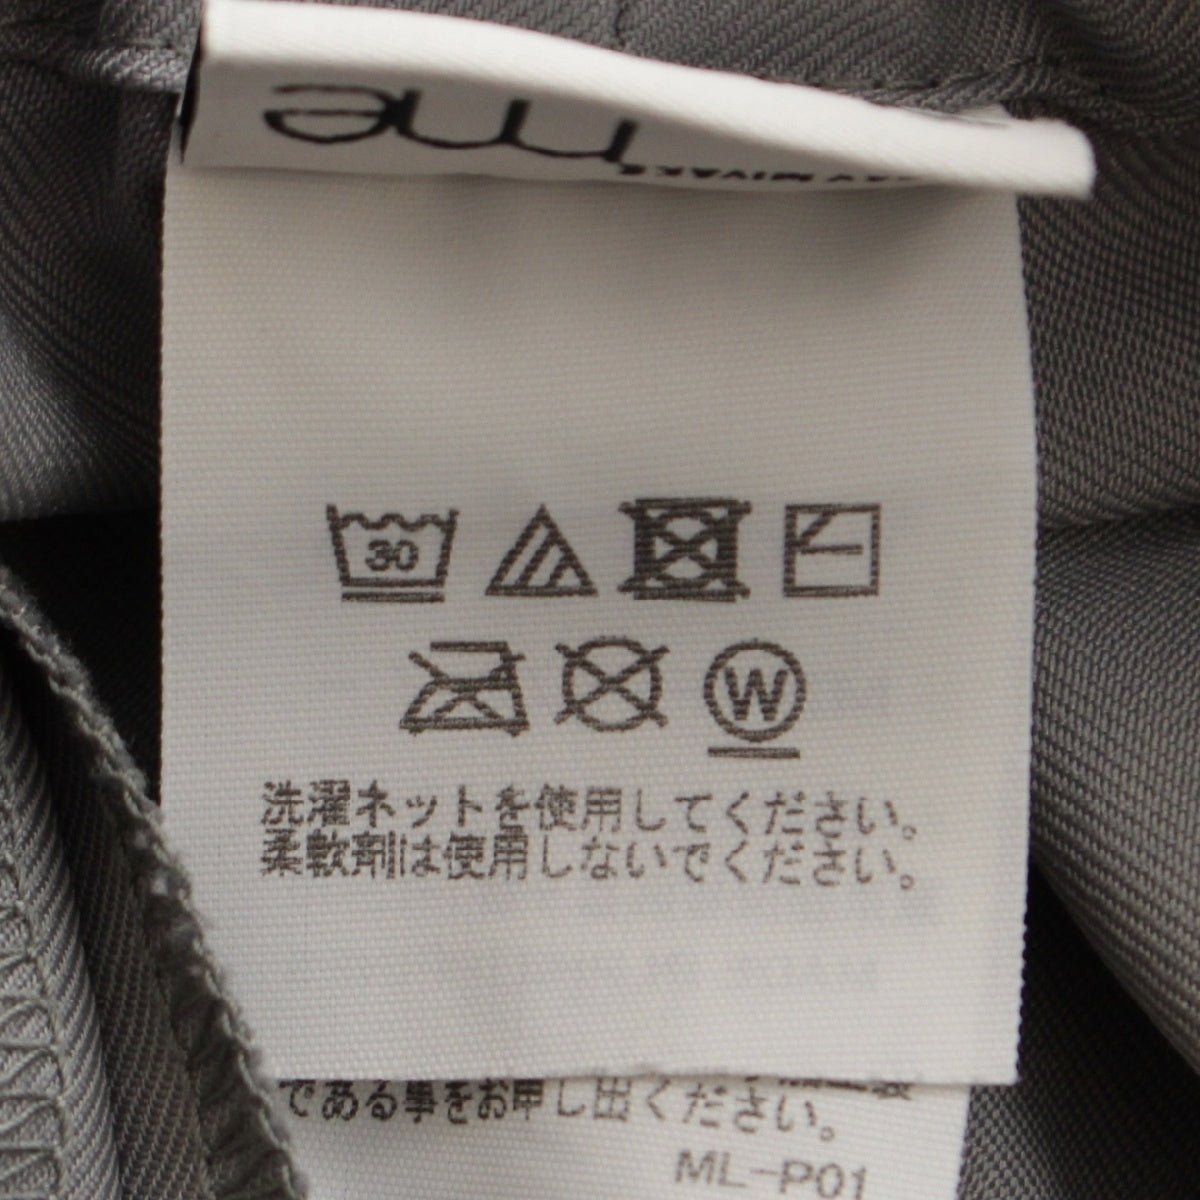 me
MIYAKE
30
W
洗濯ネットを使用してください。
柔軟剤は使用しないでください。
である事をお申し出ください。
ML-P01